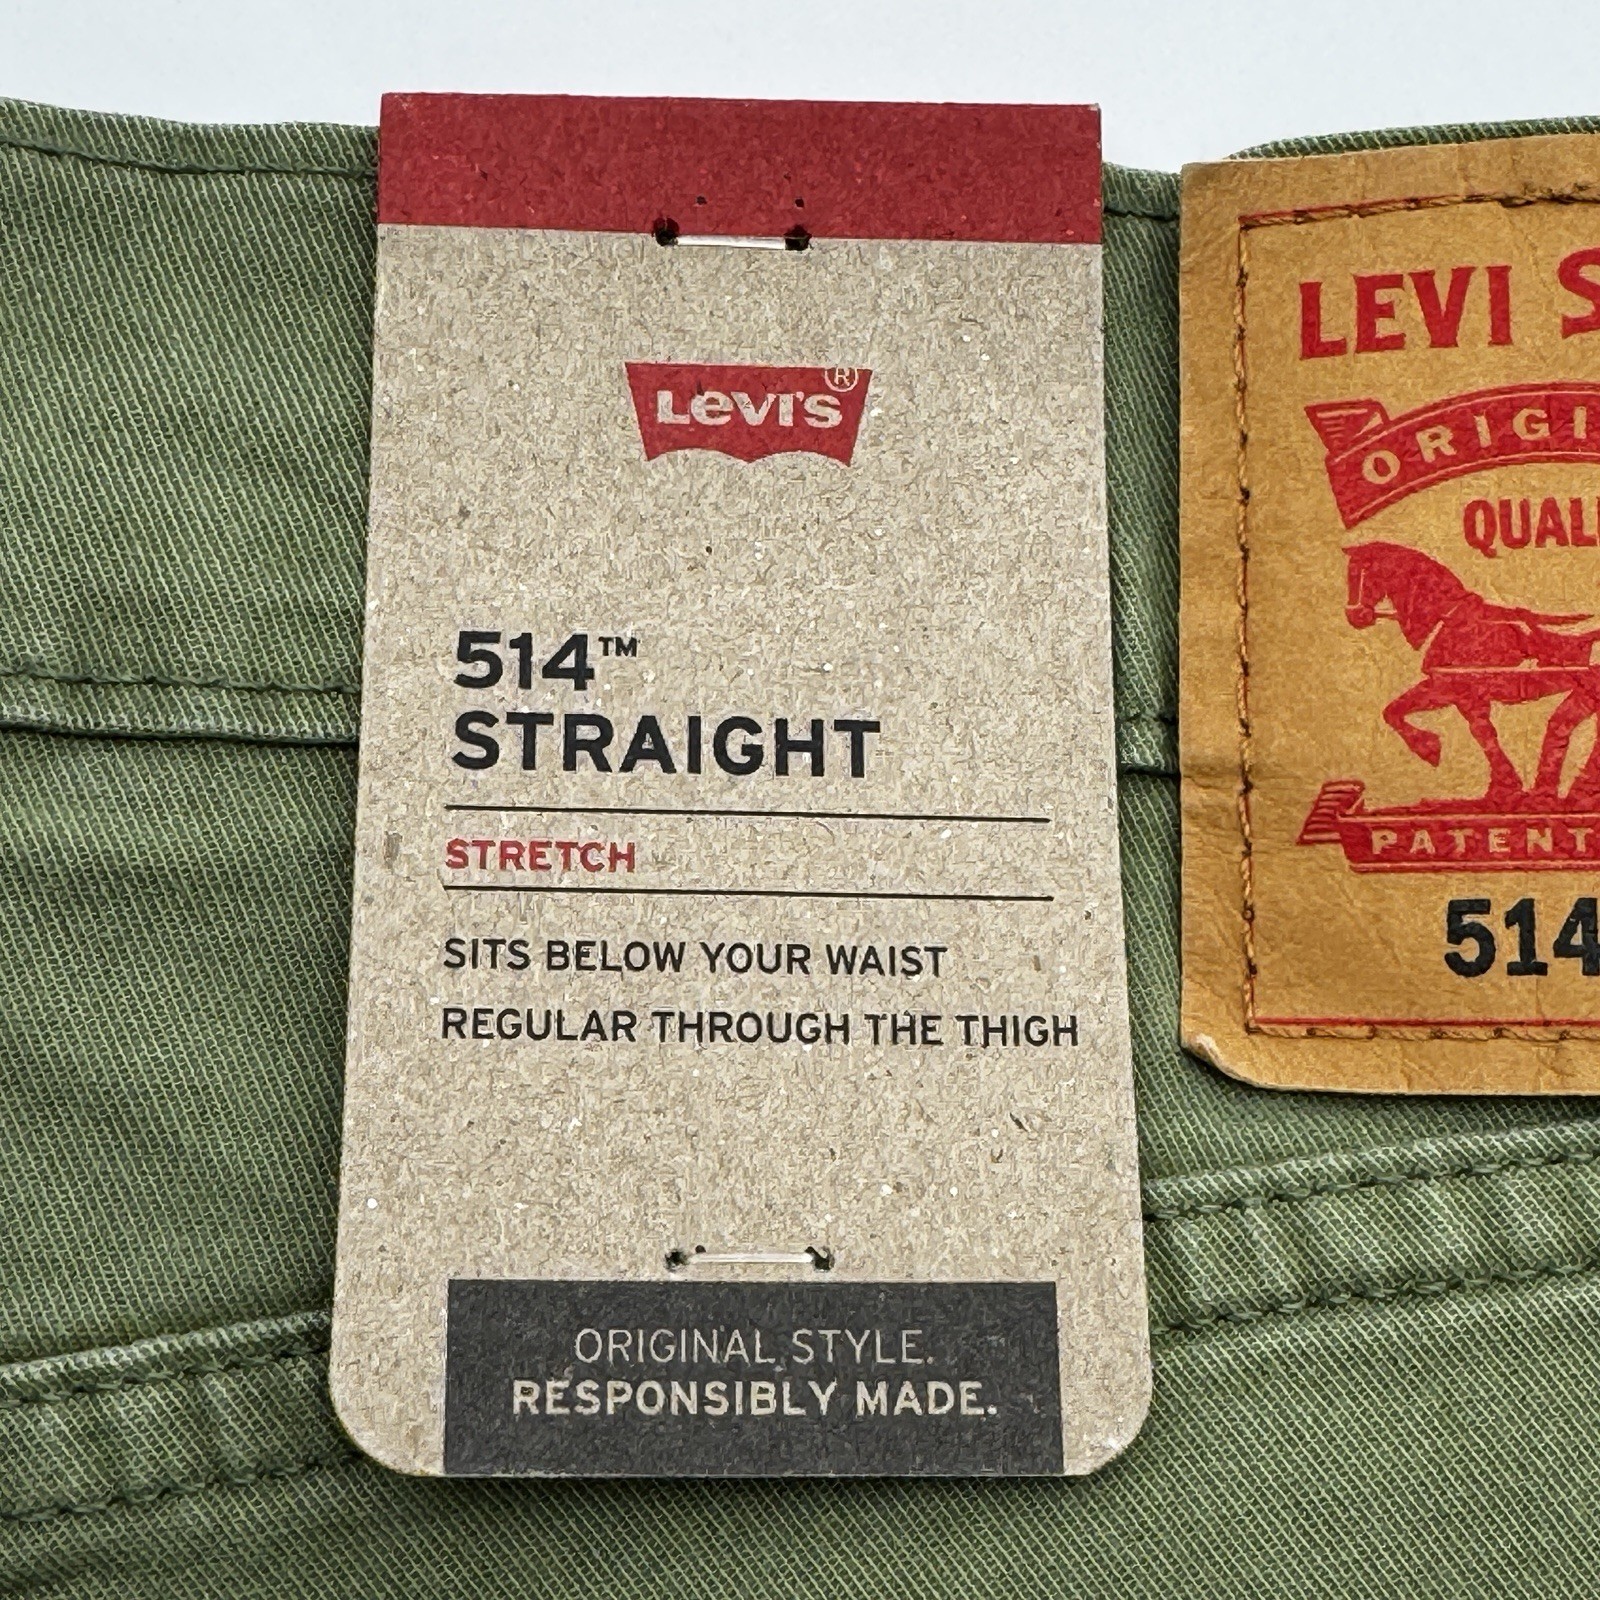 Levi's®
514™
STRAIGHT
STRETCH
SITS BELOW YOUR WAIST
REGULAR THROUGH THE THIGH
ORIGINAL STYLE.
RESPONSIBLY MADE.
LEVI S
ORIGI
QUAL
PATENT
514